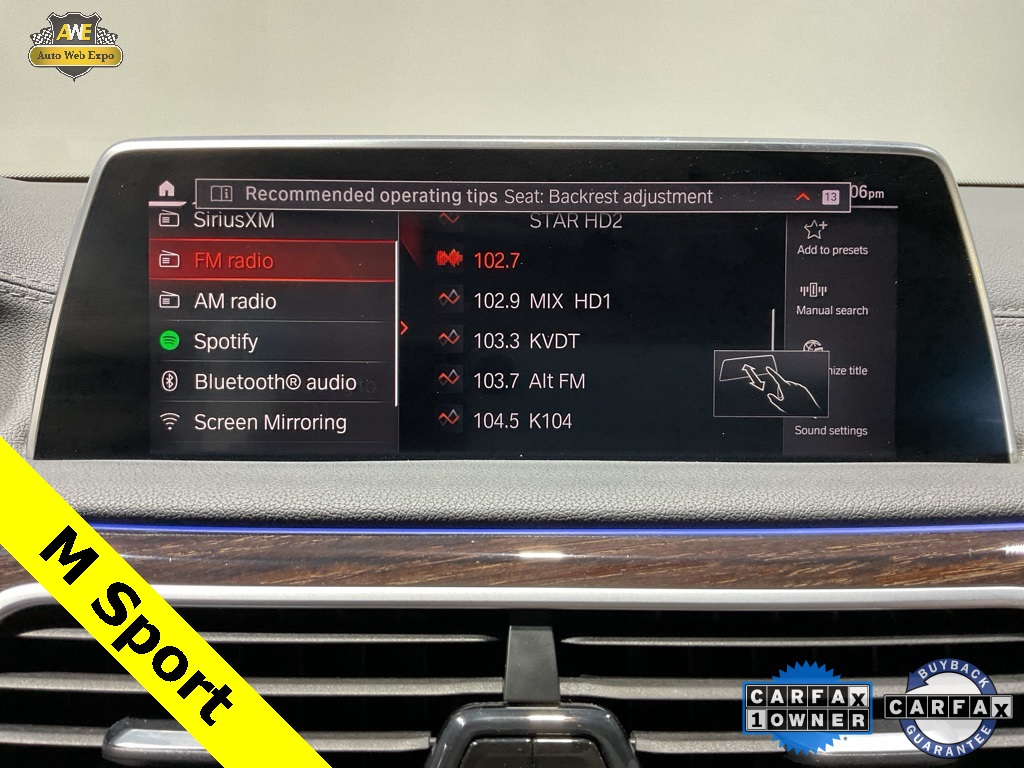 AWE
Auto Web Expo
Recommended operating tips Seat: Backrest adjustment
13
06pm
SiriusXM
FM radio
AM radio
Spotify
Bluetooth® audio
Screen Mirroring
STAR HD2
102.7
102.9 MIX HD1
103.3 KVDT
103.7 Alt FM
104.5 K104
Add to presets
Manual search
nize title
Sound settings
M Sport
CARFAX
1 OWNER
BUYBACK
CARFAX
GUARANTEE